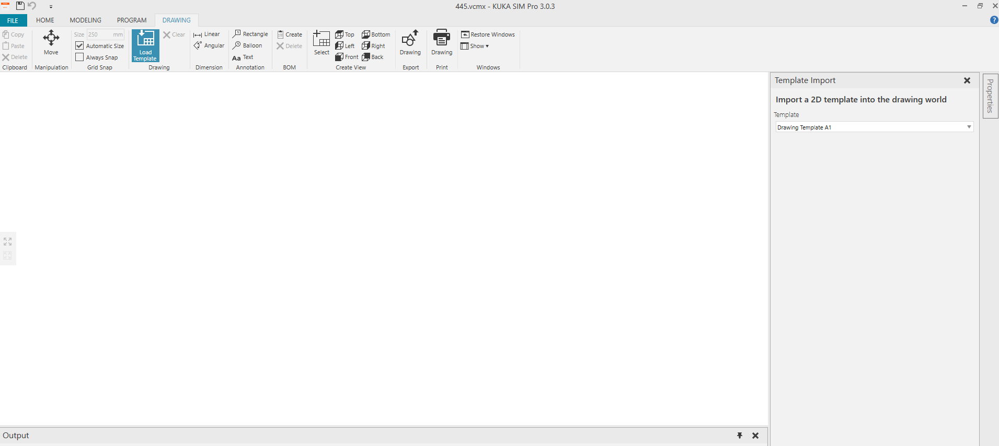 445.vcmx - KUKA SIM Pro 3.0.3
FILE HOME MODELING PROGRAM DRAWING
Copy
Paste
Delete
Clipboard
Move
Manipulation
Size 250 mm
Automatic Size
Always Snap
Grid Snap
Load
Template
Clear
Drawing
Linear
Angular
Dimension
Rectangle
Balloon
Aa Text
Annotation
Create
Delete
BOM
Select
Top Bottom
Left Right
Front Back
Create View
Drawing
Export
Drawing
Print
Restore Windows
Show
Windows
Template Import
Import a 2D template into the drawing world
Template
Drawing Template A1
Properties
Output